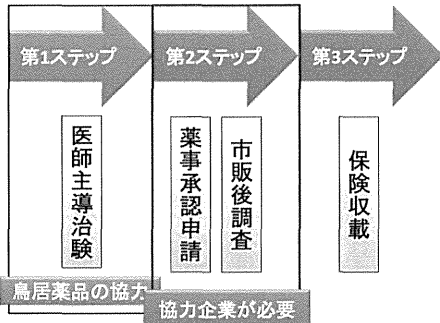 第1ステップ
第2ステップ
第3ステップ
医師主導治験
薬事承認申請
市販後調査
保険収載
鳥居薬品の協力
協力企業が必要